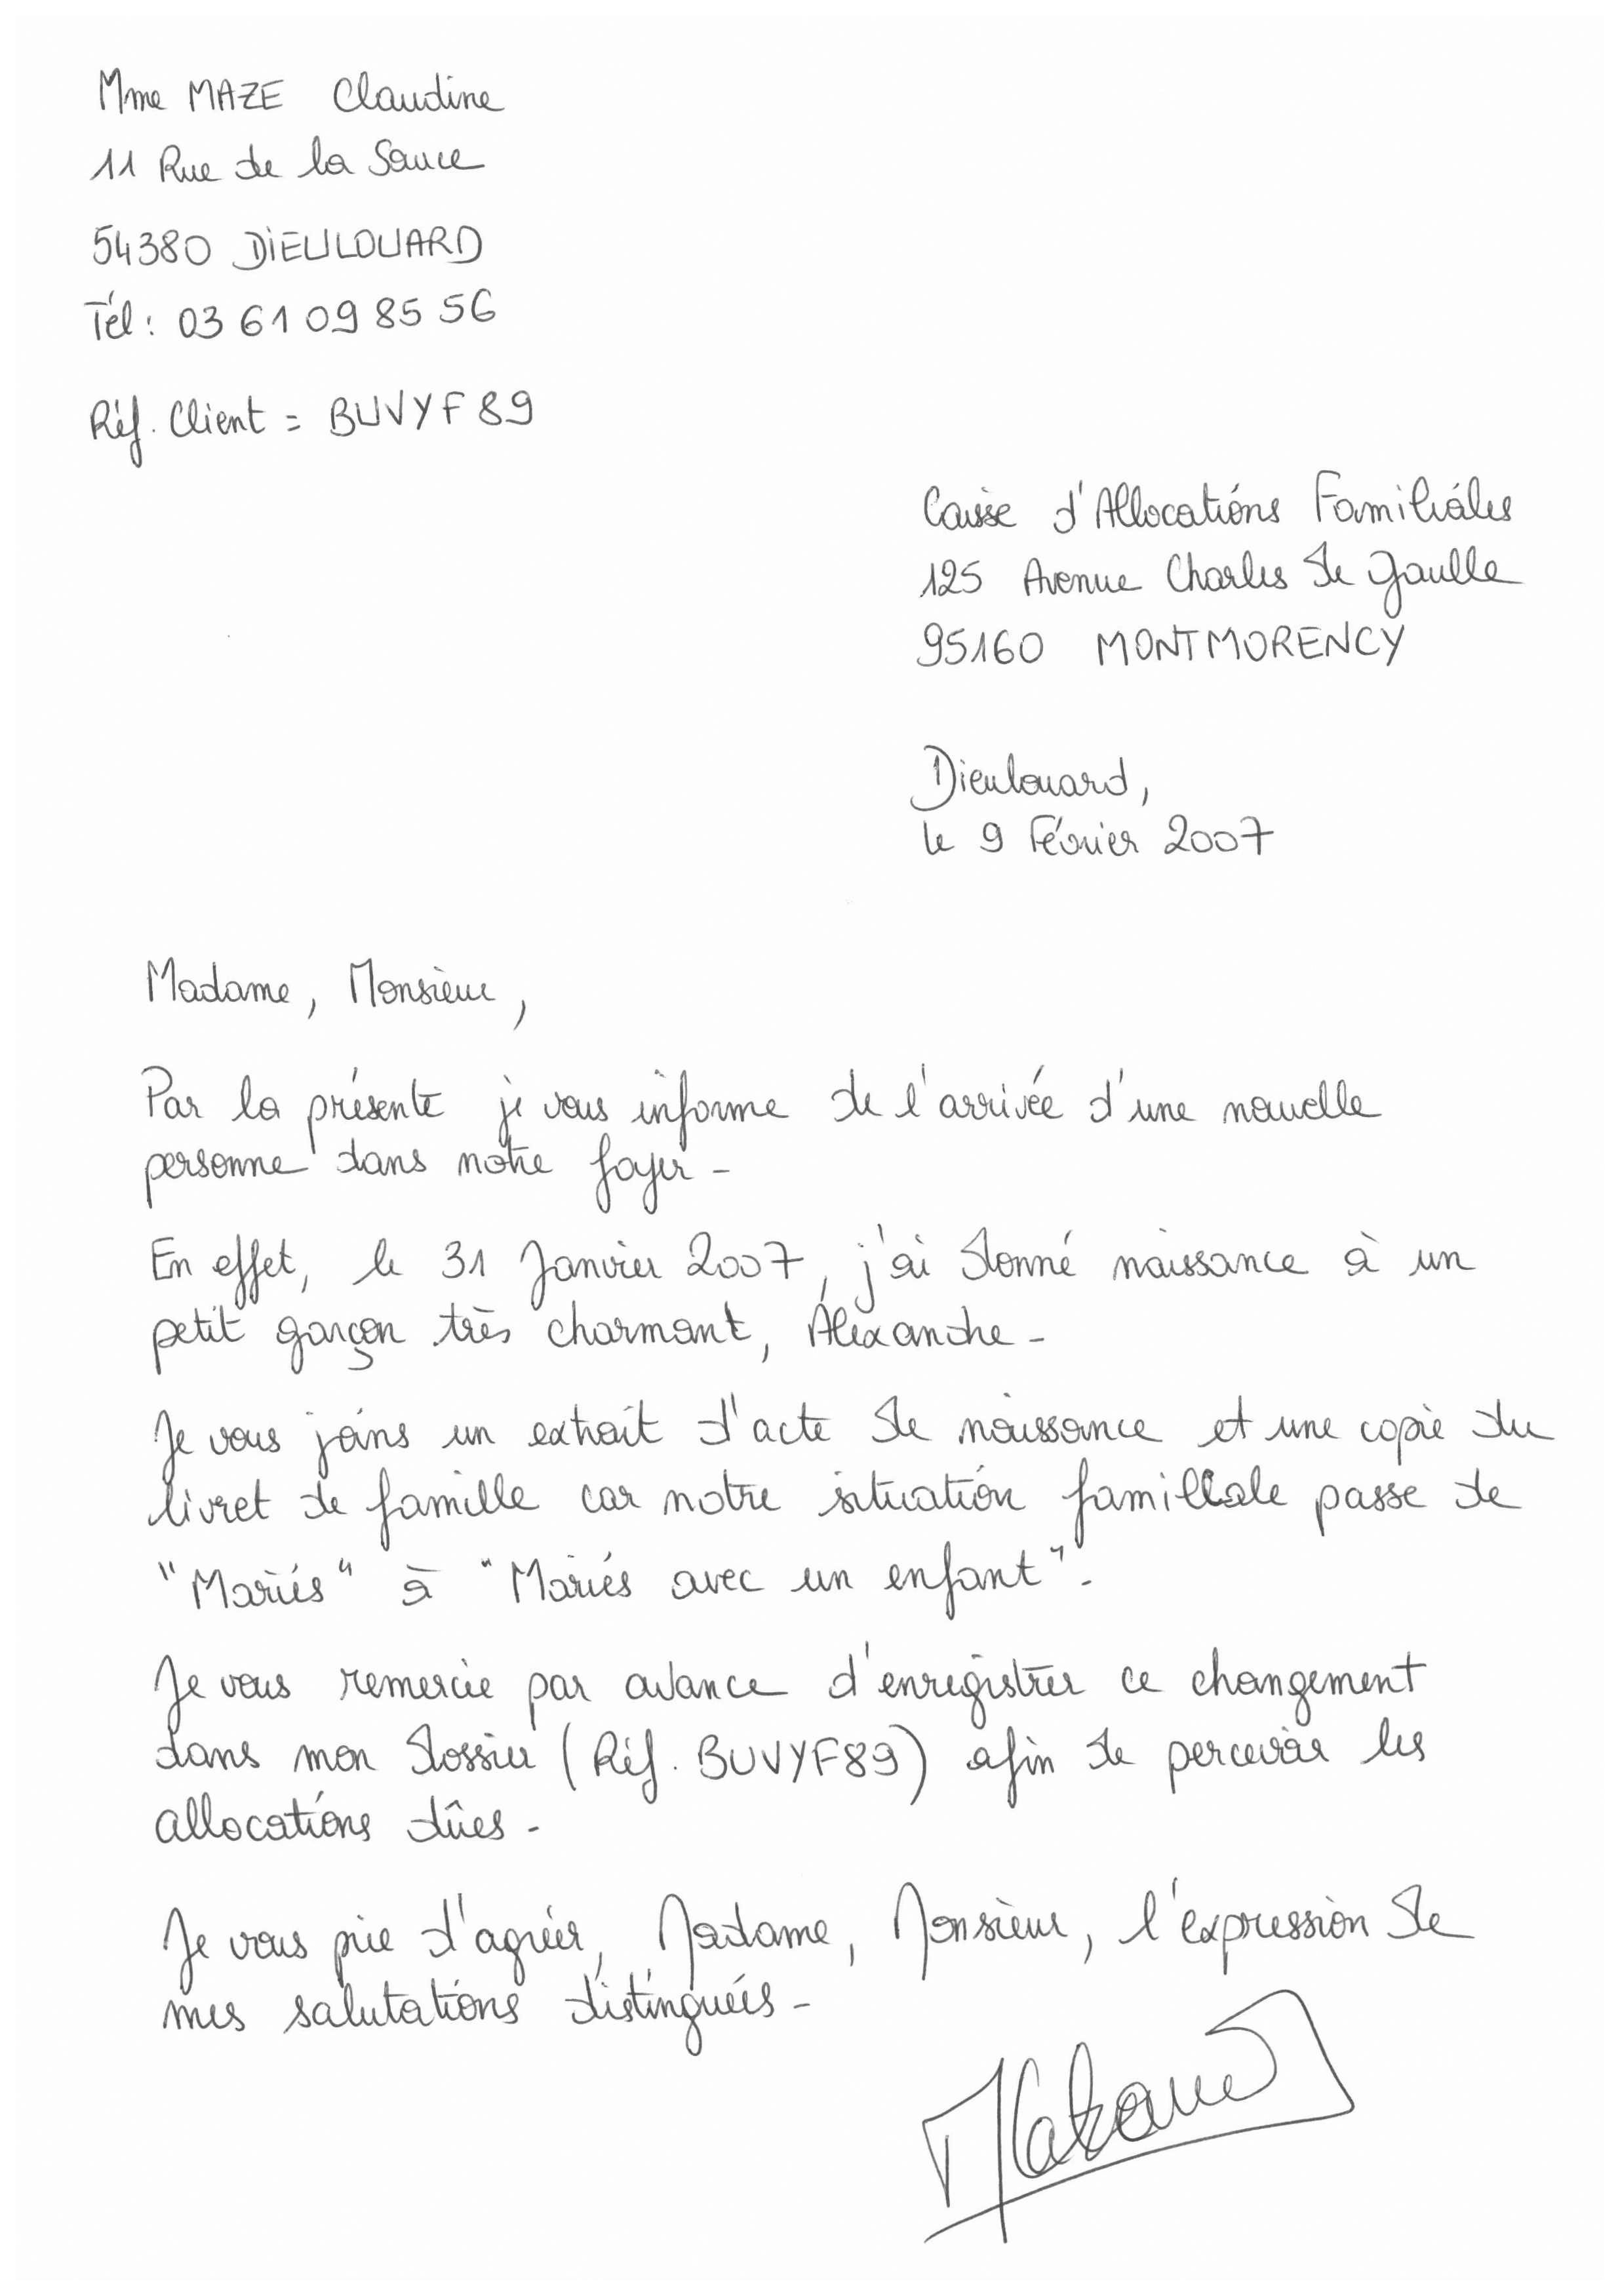 Mme MAZE Claudine
11 Rue de la Sauce
54380 DIEULOUARD
Tél : 03 61 09 85 56
Réf. Client = BUVYF89
Caisse d'Allocations Familiales
125 Avenue Charles de Gaulle
95160 MONTMORENCY
Dieulouard,
le 9 Février 2007
Madame, Monsieur,
Par la présente je vous informe de l'arrivée d'une nouvelle
personne dans notre foyer -
En effet, le 31 Janvier 2007, j'ai donné naissance à un
petit garçon très charmant, Alexandre -
Je vous joins un extrait d'acte de naissance et une copie du
livret de famille car notre situation familiale passe de
"Mariés" à "Mariés avec un enfant".
Je vous remercie par avance d'enregistrer ce changement
dans mon dossier (Réf. BUVYF89) afin de percevoir les
allocations dûes -
Je vous prie d'agréer, Madame, Monsieur, l'expression de
mes salutations distinguées -